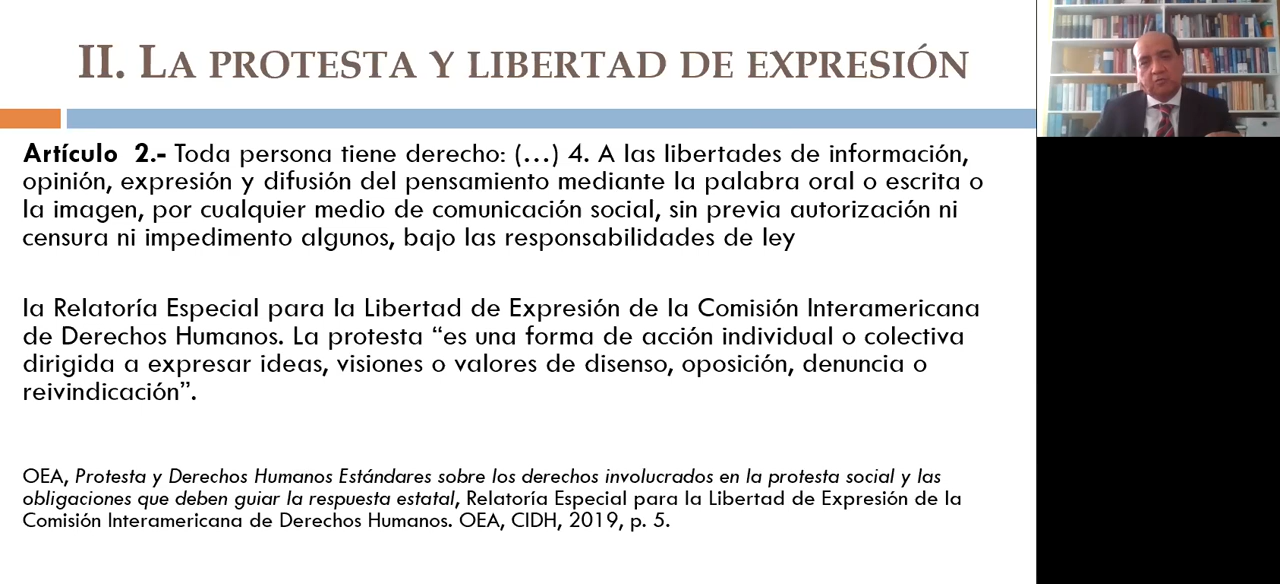 II. LA PROTESTA Y LIBERTAD DE EXPRESIÓN
Artículo 2.- Toda persona tiene derecho: (...) 4. A las libertades de información,
opinión, expresión y difusión del pensamiento mediante la palabra oral o escrita o
la imagen, por cualquier medio de comunicación social, sin previa autorización ni
censura ni impedimento algunos, bajo las responsabilidades de ley
la Relatoría Especial para la Libertad de Expresión de la Comisión Interamericana
de Derechos Humanos. La protesta “es una forma de acción individual o colectiva
dirigida a expresar ideas, visiones o valores de disenso, oposición, denuncia o
reivindicación”.
OEA, Protesta y Derechos Humanos Estándares sobre los derechos involucrados en la protesta social y las
obligaciones que deben guiar la respuesta estatal, Relatoría Especial para la Libertad de Expresión de la
Comisión Interamericana de Derechos Humanos. OEA, CIDH, 2019, p. 5.